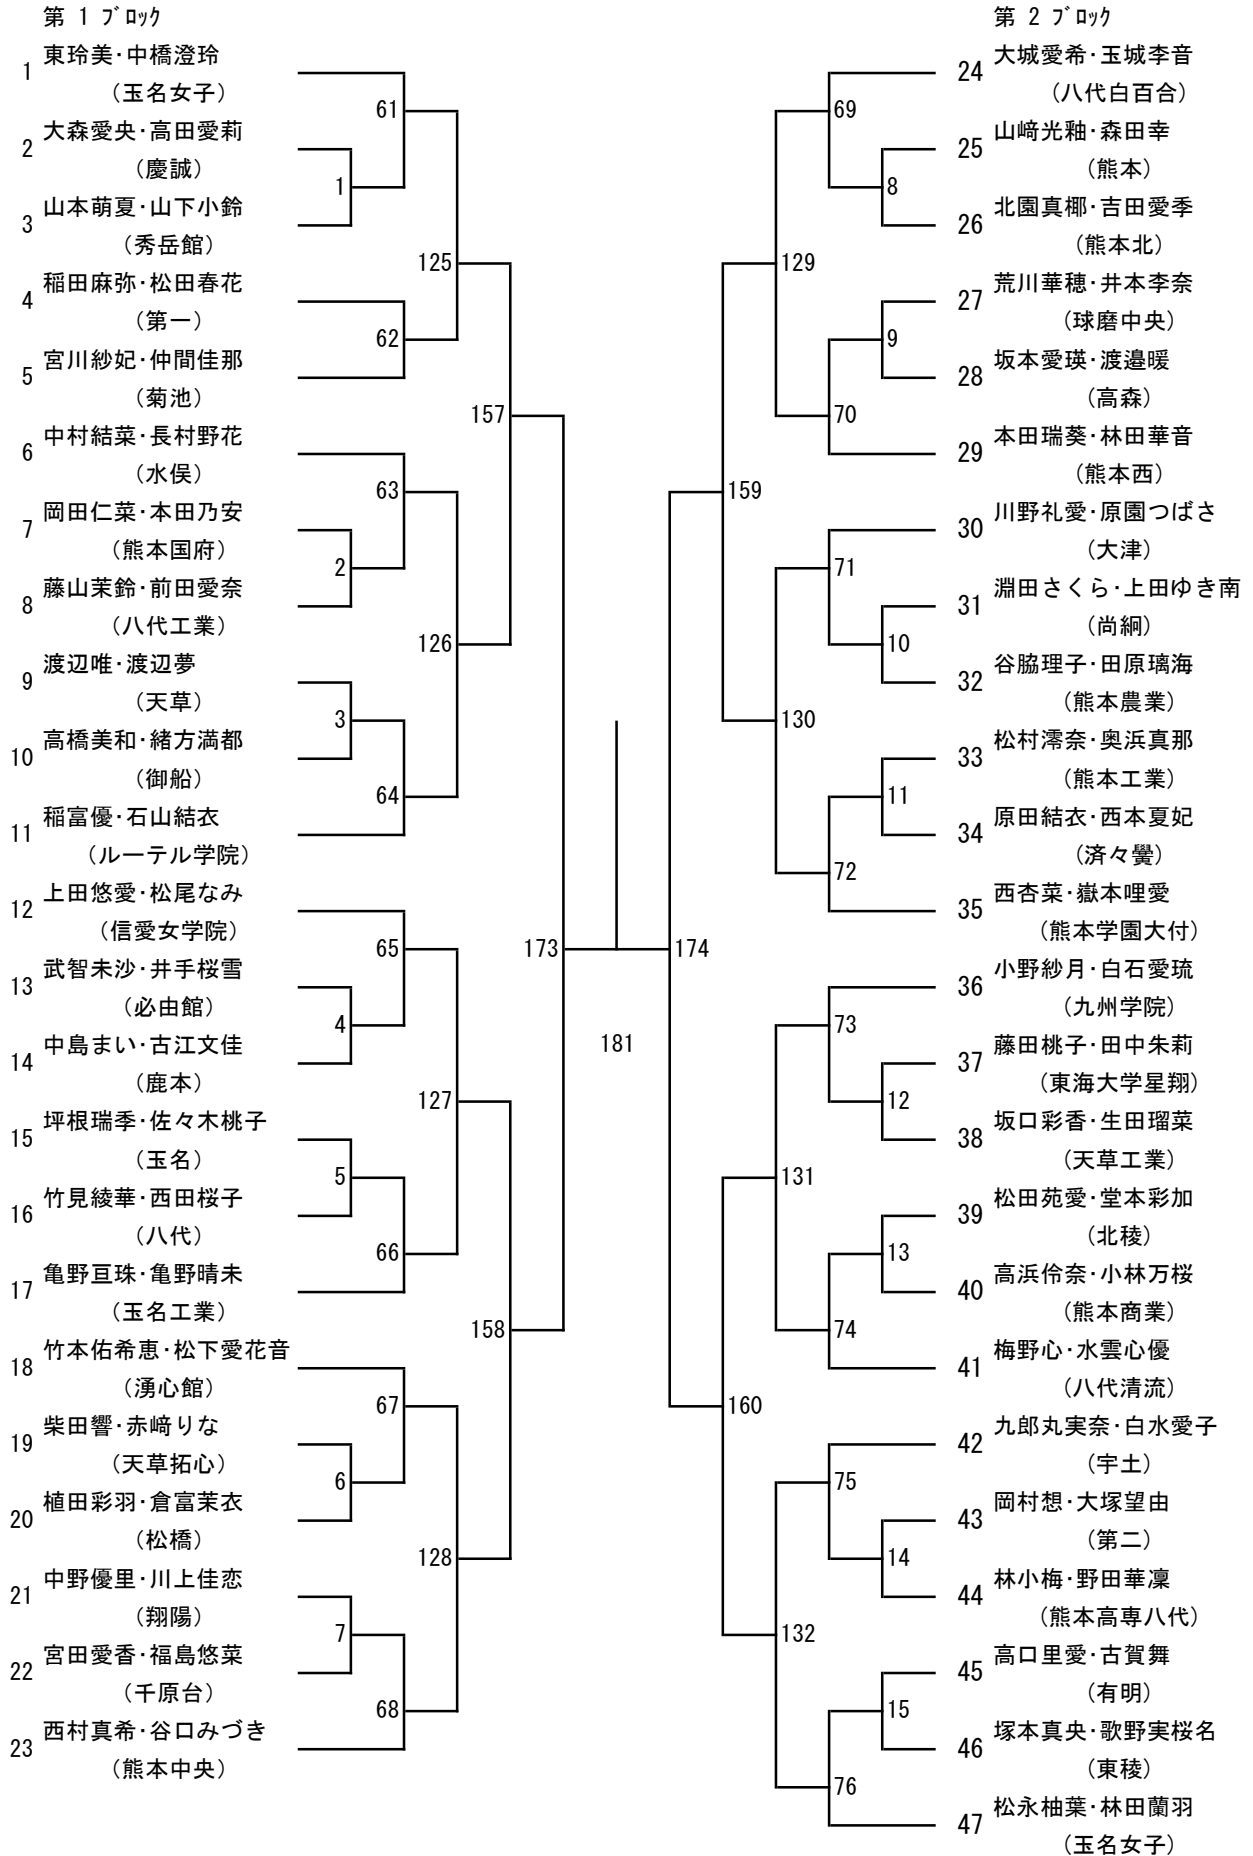 第 1 ブロック
1 東玲美・中橋澄玲
(玉名女子)
61
2 大森愛央・高田愛莉
(慶誠)
1
3 山本萌夏・山下小鈴
(秀岳館)
125
4 稲田麻弥・松田春花
(第一)
62
5 宮川紗妃・仲間佳那
(菊池)
157
6 中村結菜・長村野花
(水俣)
63
7 岡田仁菜・本田乃安
(熊本国府)
2
8 藤山茉鈴・前田愛奈
(八代工業)
126
9 渡辺唯・渡辺夢
(天草)
3
10 高橋美和・緒方満都
(御船)
64
11 稲富優・石山結衣
(ルーテル学院)
12 上田悠愛・松尾なみ
(信愛女学院)
65
173
13 武智未沙・井手桜雪
(必由館)
4
14 中島まい・古江文佳
(鹿本)
127
15 坪根瑞季・佐々木桃子
(玉名)
5
16 竹見綾華・西田桜子
(八代)
66
17 亀野亘珠・亀野晴未
(玉名工業)
158
18 竹本佑希恵・松下愛花音
(湧心館)
67
19 柴田響・赤﨑りな
(天草拓心)
6
20 植田彩羽・倉富茉衣
(松橋)
128
21 中野優里・川上佳恋
(翔陽)
7
22 宮田愛香・福島悠菜
(千原台)
68
23 西村真希・谷口みづき
(熊本中央)
181
第 2 ブロック
24 大城愛希・玉城李音
(八代白百合)
69
25 山﨑光釉・森田幸
(熊本)
8
26 北園真梛・吉田愛季
(熊本北)
129
27 荒川華穂・井本李奈
(球磨中央)
9
28 坂本愛瑛・渡邉暖
(高森)
70
29 本田瑞葵・林田華音
(熊本西)
159
30 川野礼愛・原園つばさ
(大津)
71
31 淵田さくら・上田ゆき南
(尚絅)
10
32 谷脇理子・田原璃海
(熊本農業)
130
33 松村澪奈・奥浜真那
(熊本工業)
11
34 原田結衣・西本夏妃
(済々黌)
72
35 西杏菜・嶽本哩愛
(熊本学園大付)
174
36 小野紗月・白石愛琉
(九州学院)
73
37 藤田桃子・田中朱莉
(東海大学星翔)
12
38 坂口彩香・生田瑠菜
(天草工業)
131
39 松田苑愛・堂本彩加
(北稜)
13
40 高浜伶奈・小林万桜
(熊本商業)
74
41 梅野心・水雲心優
(八代清流)
160
42 九郎丸実奈・白水愛子
(宇土)
75
43 岡村想・大塚望由
(第二)
14
44 林小梅・野田華凜
(熊本高専八代)
132
45 高口里愛・古賀舞
(有明)
15
46 塚本真央・歌野実桜名
(東稜)
76
47 松永柚葉・林田蘭羽
(玉名女子)